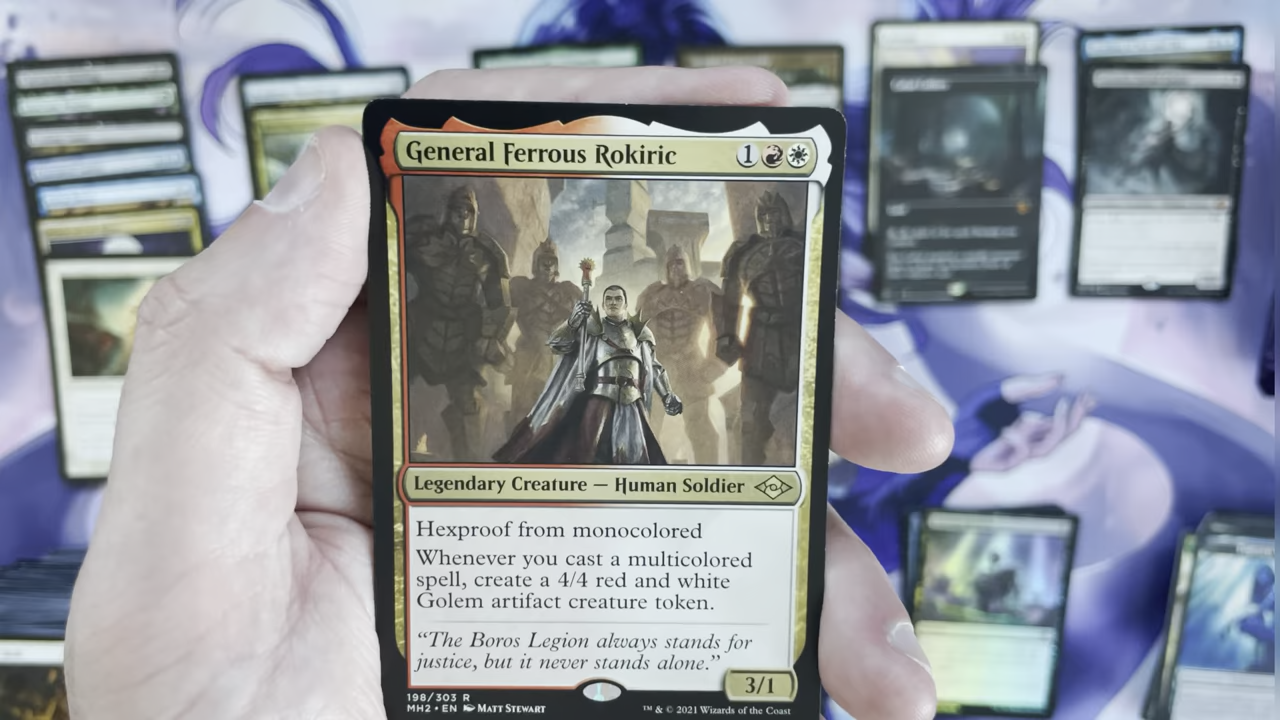 General Ferrous Rokiric 1
Legendary Creature — Human Soldier
Hexproof from monocolored
Whenever you cast a multicolored
spell, create a 4/4 red and white
Golem artifact creature token.
“The Boros Legion always stands for
justice, but it never stands alone.”
3/1
198/303 R
MH2 • EN MATT STEWART
™ & © 2021 Wizards of the Coast